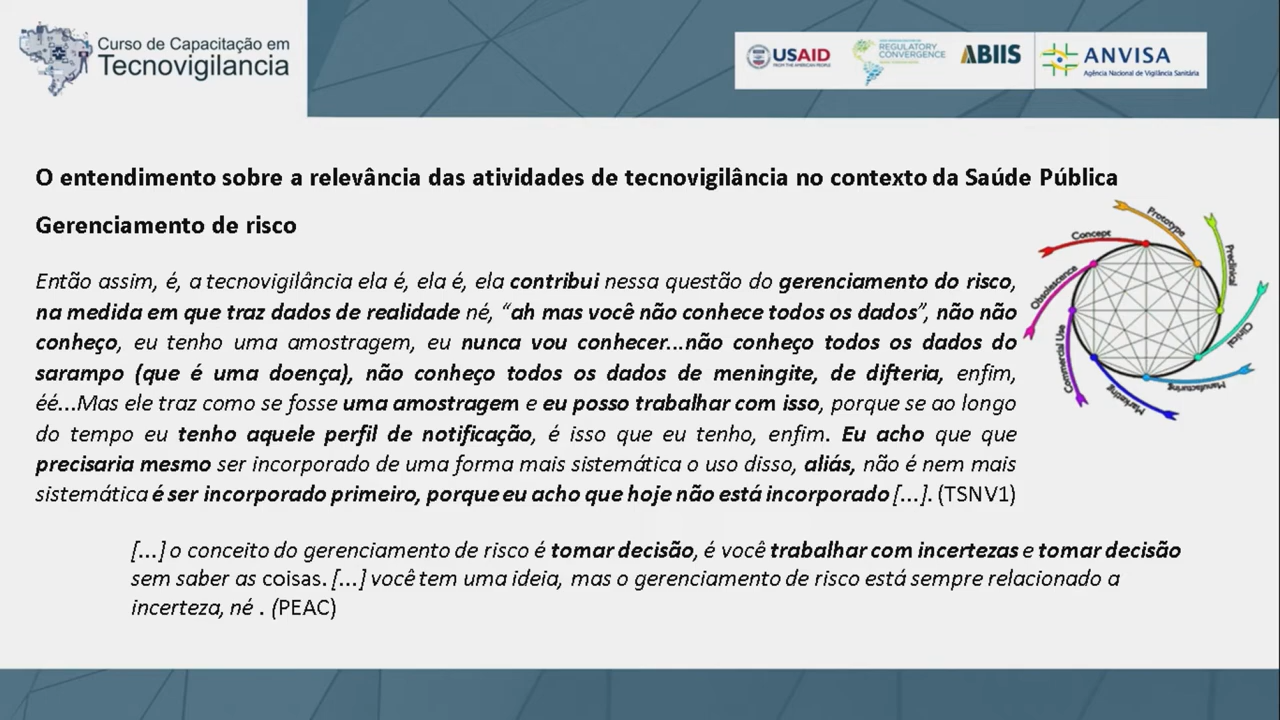 Curso de Capacitação em
Tecnovigilancia
USAID
FROM THE AMERICAN PEOPLE
REGULATORY
CONVERGENCE
ABIIS
ANVISA
Agência Nacional de Vigilância Sanitária
O entendimento sobre a relevância das atividades de tecnovigilância no contexto da Saúde Pública
Gerenciamento de risco
Então assim, é, a tecnovigilância ela é, ela é, ela contribui nessa questão do gerenciamento do risco,
na medida em que traz dados de realidade né, “ah mas você não conhece todos os dados”, não não
conheço, eu tenho uma amostragem, eu nunca vou conhecer...não conheço todos os dados do
sarampo (que é uma doença), não conheço todos os dados de meningite, de difteria, enfim,
éé...Mas ele traz como se fosse uma amostragem e eu posso trabalhar com isso, porque se ao longo
do tempo eu tenho aquele perfil de notificação, é isso que eu tenho, enfim. Eu acho que que
precisaria mesmo ser incorporado de uma forma mais sistemática o uso disso, aliás, não é nem mais
sistemática é ser incorporado primeiro, porque eu acho que hoje não está incorporado [...]. (TSNV1)
[...] o conceito do gerenciamento de risco é tomar decisão, é você trabalhar com incertezas e tomar decisão
sem saber as coisas. [...] você tem uma ideia, mas o gerenciamento de risco está sempre relacionado a
incerteza, né . (PEAC)
Concept
Prototype
Preclinical
Clinical
Manufacturing
Marketing
Commercial Use
Obsolescence